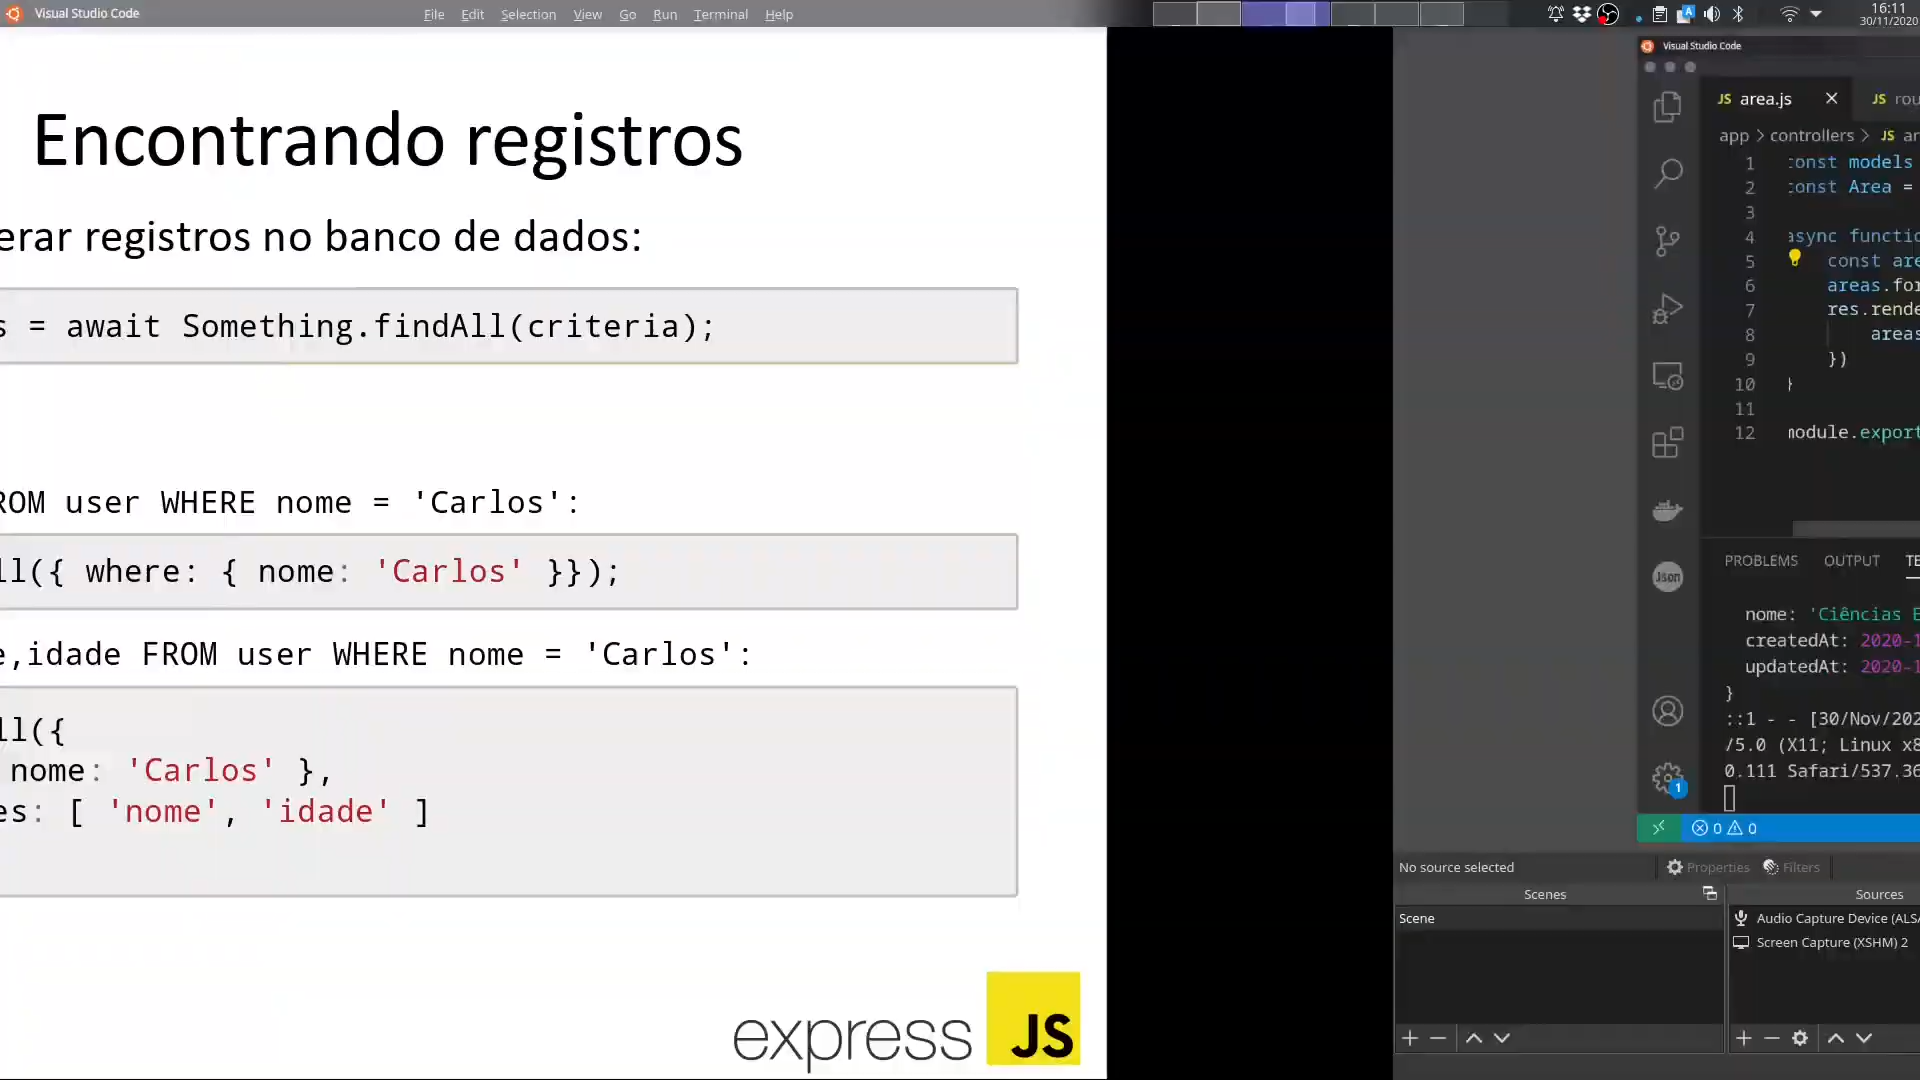 Visual Studio Code
File Edit Selection View Go Run Terminal Help
16:11
30/11/2020
Encontrando registros
erar registros no banco de dados:
s = await Something.findAll(criteria);
ROM user WHERE nome = 'Carlos':
ll({ where: { nome: 'Carlos' }});
e,idade FROM user WHERE nome = 'Carlos':
ll({
nome: 'Carlos' },
es: [ 'nome', 'idade' ]
express
JS
Visual Studio Code
JS area.js JS rou
app > controllers > JS ar
1 const models
2 const Area =
3
4 async functio
5 const are
6 areas.for
7 res.rende
8 areas
9 })
10 }
11
12 module.export
Json
PROBLEMS OUTPUT TE
nome: 'Ciências E
createdAt: 2020-1
updatedAt: 2020-1
}
::1 - - [30/Nov/202
/5.0 (X11; Linux x8
0.111 Safari/537.36
1
0 0
No source selected Properties Filters
Scenes
Scene
Sources
Audio Capture Device (ALSA
Screen Capture (XSHM) 2